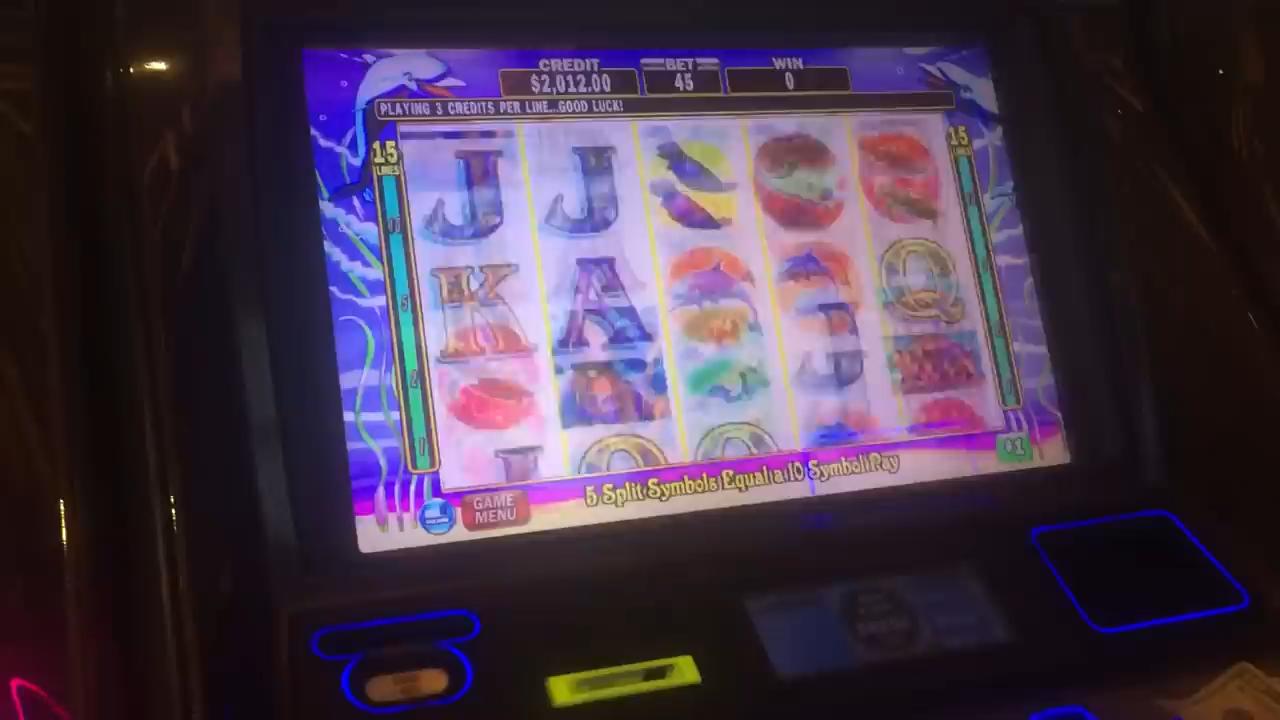 CREDIT BET WIN
$2,012.00 45 0
PLAYING 3 CREDITS PER LINE...GOOD LUCK!
15 LINES 15 LINES
J J
K A Q
J Q Q
5 Split Symbols Equal a 10 Symbol Pay
$1
GAME
MENU